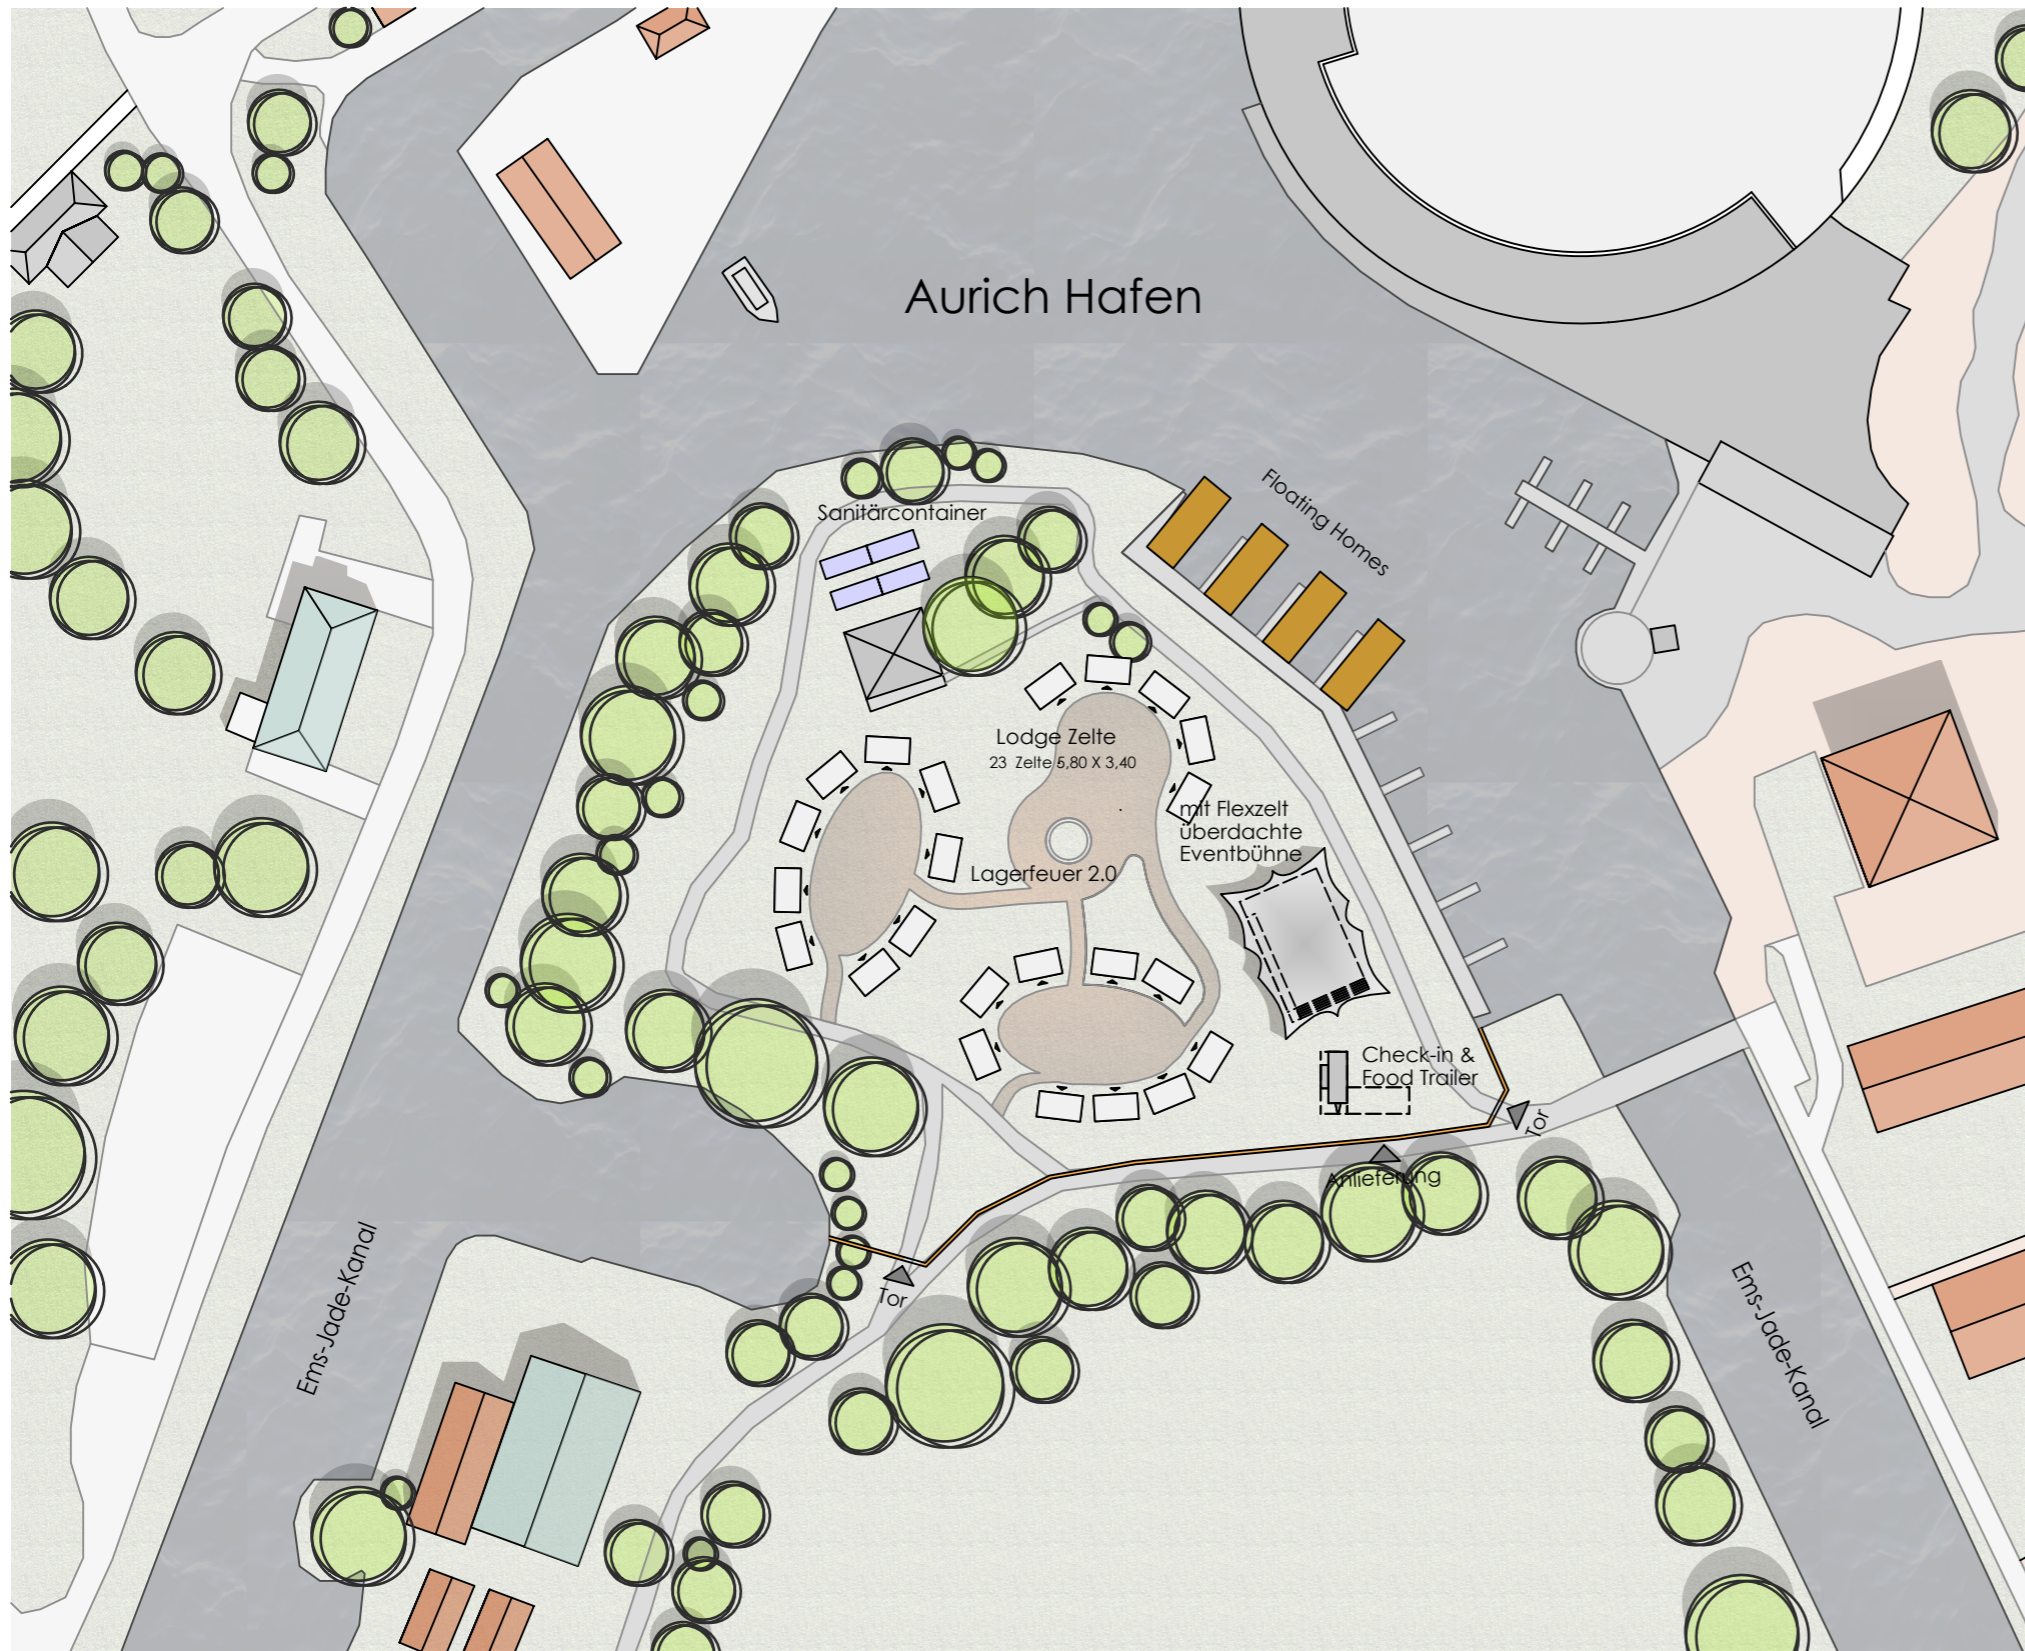 Aurich Hafen
Floating Homes
Sanitärcontainer
Lodge Zelte
23 Zelte 5,80 X 3,40
mit Flexzelt
überdachte
Eventbühne
Lagerfeuer 2.0
Check-in &
Food Trailer
Tor
Anlieferung
Tor
Ems-Jade-Kanal
Ems-Jade-Kanal